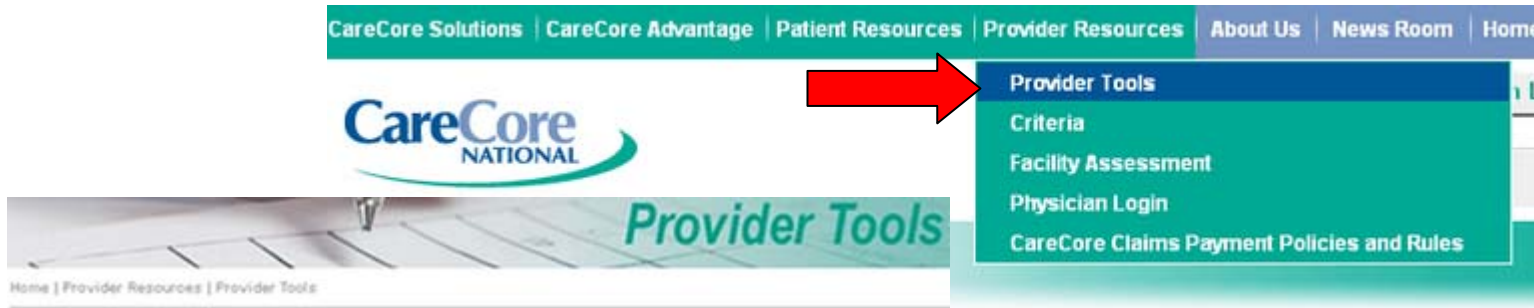 CareCore Solutions | CareCore Advantage | Patient Resources | Provider Resources | About Us | News Room | Home
CareCore
NATIONAL
Provider Tools
Criteria
Facility Assessment
Physician Login
CareCore Claims Payment Policies and Rules
Provider Tools
Home | Provider Resources | Provider Tools